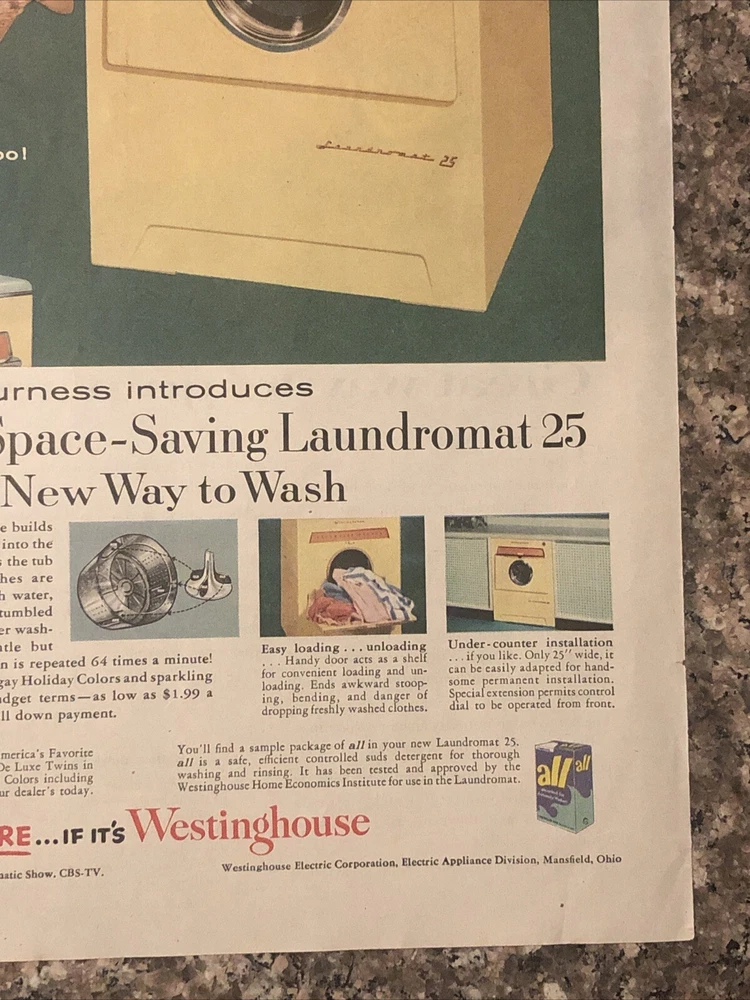 oo!
Laundromat 25
urness introduces
Space-Saving Laundromat 25
New Way to Wash
e builds
into the
s the tub
hes are
h water,
tumbled
er wash-
tle but
n is repeated 64 times a minute!
gay Holiday Colors and sparkling
dget terms—as low as $1.99 a
ll down payment.
Easy loading . . . unloading
. . . Handy door acts as a shelf
for convenient loading and un-
loading. Ends awkward stoop-
ing, bending, and danger of
dropping freshly washed clothes.
Under-counter installation
. . . if you like. Only 25" wide, it
can be easily adapted for hand-
some permanent installation.
Special extension permits control
dial to be operated from front.
merica's Favorite
De Luxe Twins in
Colors including
ur dealer's today.
You'll find a sample package of all in your new Laundromat 25.
all is a safe, efficient controlled suds detergent for thorough
washing and rinsing. It has been tested and approved by the
Westinghouse Home Economics Institute for use in the Laundromat.
all all
RE...IF IT'S Westinghouse
matic Show, CBS-TV.
Westinghouse Electric Corporation, Electric Appliance Division, Mansfield, Ohio